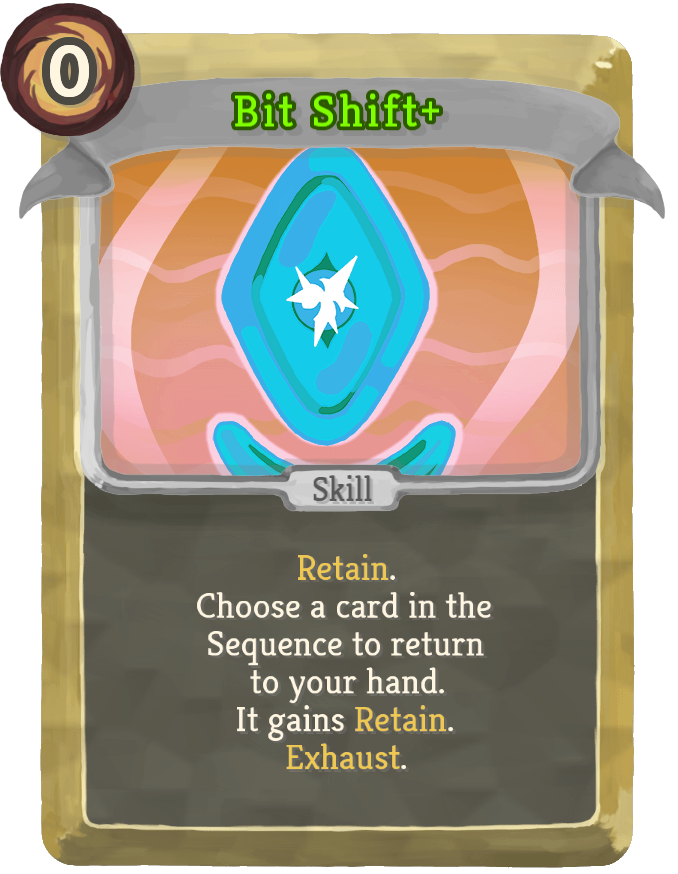 0
Bit Shift+
Skill
Retain.
Choose a card in the
Sequence to return
to your hand.
It gains Retain.
Exhaust.